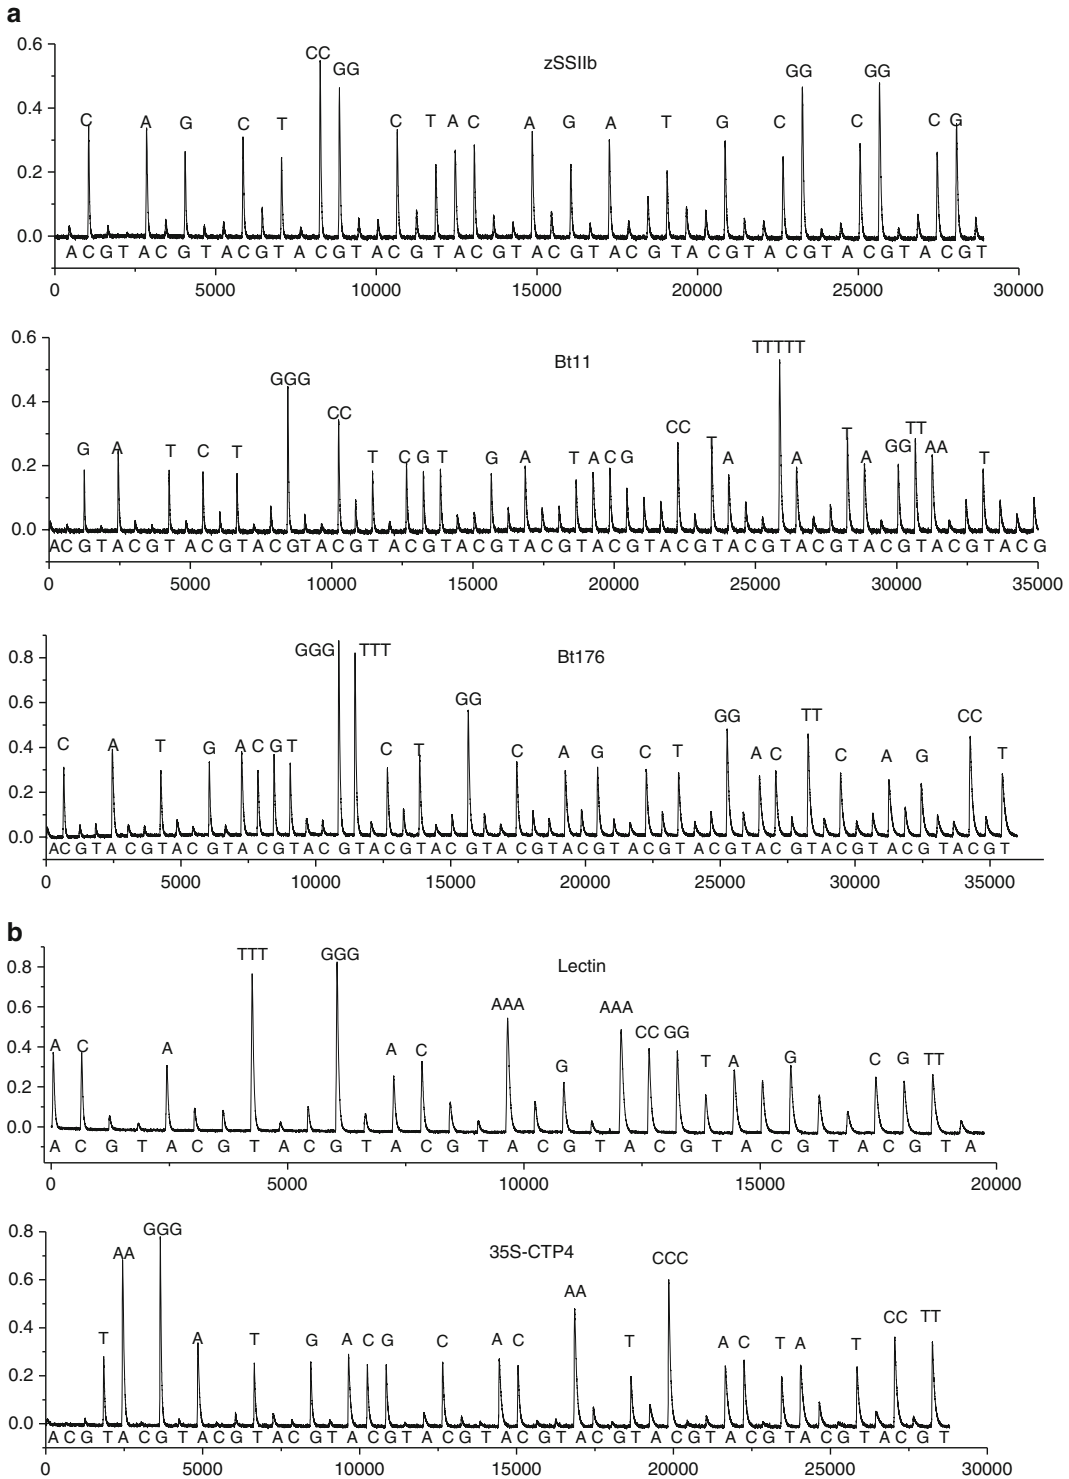 a
zSSIIb
0.6
0.4
0.2
0.0
C A G C T CC GG C T A C A G A T G C GG C GG C G
A C G T A C G T A C G T A C G T A C G T A C G T A C G T A C G T A C G T A C G T A C G T A C G T
0 5000 10000 15000 20000 25000 30000
Bt11
0.6
0.4
0.2
0.0
G A T C T GGG CC T C G T G A T A C G CC T A TTTTT A T A GG TT AA T
A C G T A C G T A C G T A C G T A C G T A C G T A C G T A C G T A C G T A C G T A C G T A C G T A C G T A C G T A C G
0 5000 10000 15000 20000 25000 30000 35000
Bt176
0.8
0.6
0.4
0.2
0.0
C A T G A C G T GGG TTT C T GG C A G C T GG A C TT C A G CC T
A C G T A C G T A C G T A C G T A C G T A C G T A C G T A C G T A C G T A C G T A C G T A C G T A C G T A C G T A C G T
0 5000 10000 15000 20000 25000 30000 35000
b
Lectin
0.8
0.6
0.4
0.2
0.0
A C A TTT GGG A C AAA G AAA CC GG T A G C G TT
A C G T A C G T A C G T A C G T A C G T A C G T A C G T A C G T A
0 5000 10000 15000 20000
35S-CTP4
0.8
0.6
0.4
0.2
0.0
T AA GGG A T G A C G C A C AA T CCC A C T A T CC TT
A C G T A C G T A C G T A C G T A C G T A C G T A C G T A C G T A C G T A C G T A C G T A C G T
0 5000 10000 15000 20000 25000 30000